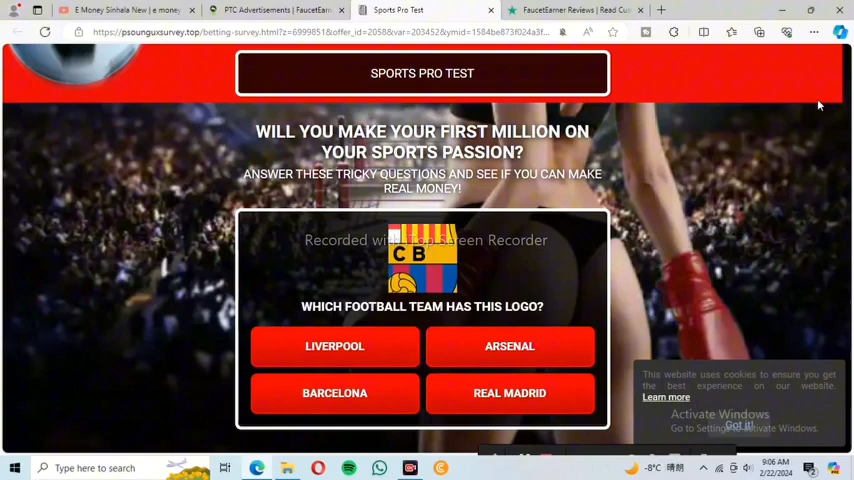 E Money Sinhala New | e money
PTC Advertisements | FaucetEarn
Sports Pro Test
FaucetEarner Reviews | Read Cus
https://psounguxsurvey.top/betting-survey.html?z=6999851&offer_id=2058&var=203452&ymid=1584be873f024a3f...
SPORTS PRO TEST
WILL YOU MAKE YOUR FIRST MILLION ON
YOUR SPORTS PASSION?
ANSWER THESE TRICKY QUESTIONS AND SEE IF YOU CAN MAKE
REAL MONEY!
Recorded with iTop Screen Recorder
CB
WHICH FOOTBALL TEAM HAS THIS LOGO?
LIVERPOOL
ARSENAL
BARCELONA
REAL MADRID
This website uses cookies to ensure you get
the best experience on our website.
Learn more
Got it!
Activate Windows
Go to Settings to activate Windows.
Type here to search
-8°C 晴朗
9:06 AM
2/22/2024
2